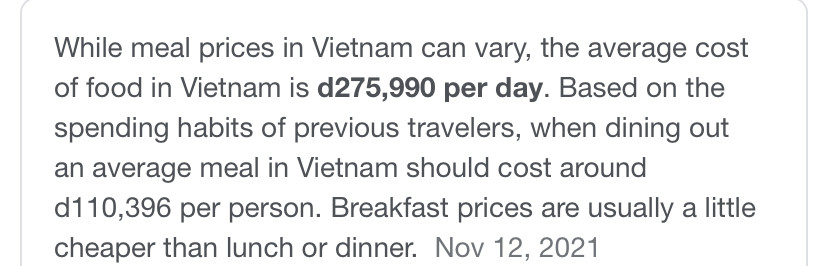 While meal prices in Vietnam can vary, the average cost
of food in Vietnam is d275,990 per day. Based on the
spending habits of previous travelers, when dining out
an average meal in Vietnam should cost around
d110,396 per person. Breakfast prices are usually a little
cheaper than lunch or dinner. Nov 12, 2021